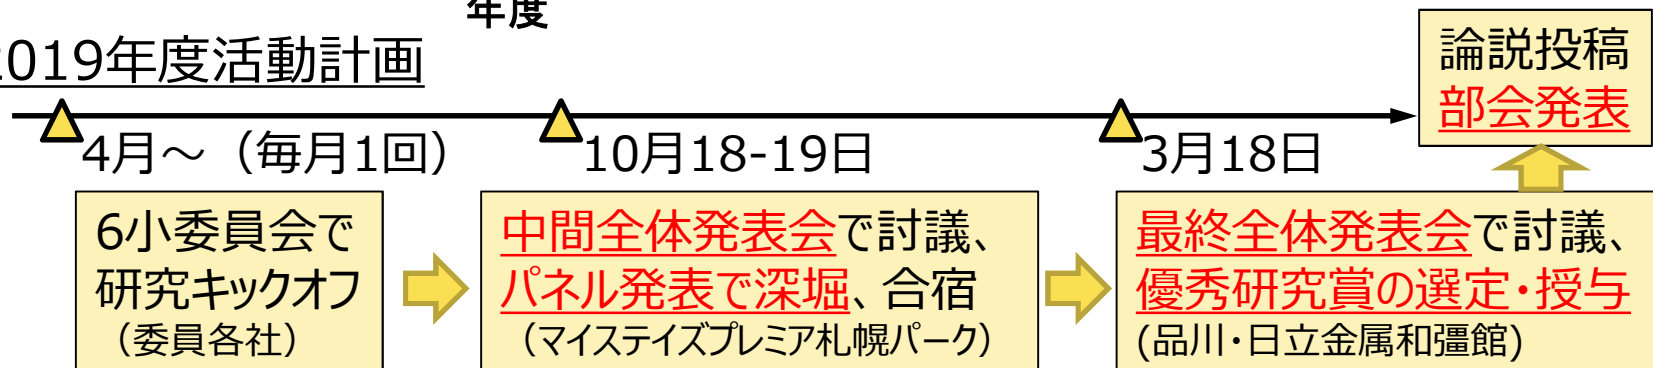 年度
2019年度活動計画
論説投稿
部会発表
4月～（毎月1回）
10月18-19日
3月18日
6小委員会で
研究キックオフ
（委員各社）
中間全体発表会で討議、
パネル発表で深堀、合宿
（マイステイズプレミア札幌パーク）
最終全体発表会で討議、
優秀研究賞の選定・授与
(品川・日立金属和彊館)